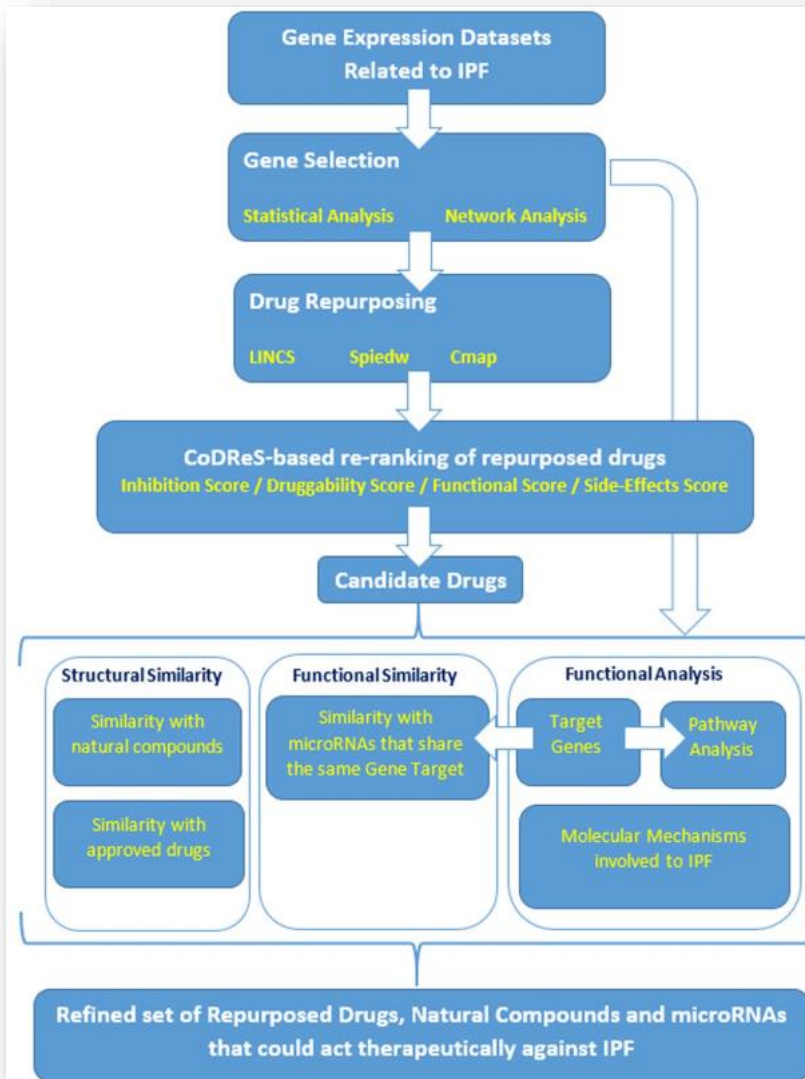 Gene Expression Datasets
Related to IPF
Gene Selection
Statistical Analysis Network Analysis
Drug Repurposing
LINCS Spiedw Cmap
CoDReS-based re-ranking of repurposed drugs
Inhibition Score / Druggability Score / Functional Score / Side-Effects Score
Candidate Drugs
Structural Similarity
Similarity with
natural compounds
Similarity with
approved drugs
Functional Similarity
Similarity with
microRNAs that share
the same Gene Target
Functional Analysis
Target
Genes
Pathway
Analysis
Molecular Mechanisms
involved to IPF
Refined set of Repurposed Drugs, Natural Compounds and microRNAs
that could act therapeutically against IPF